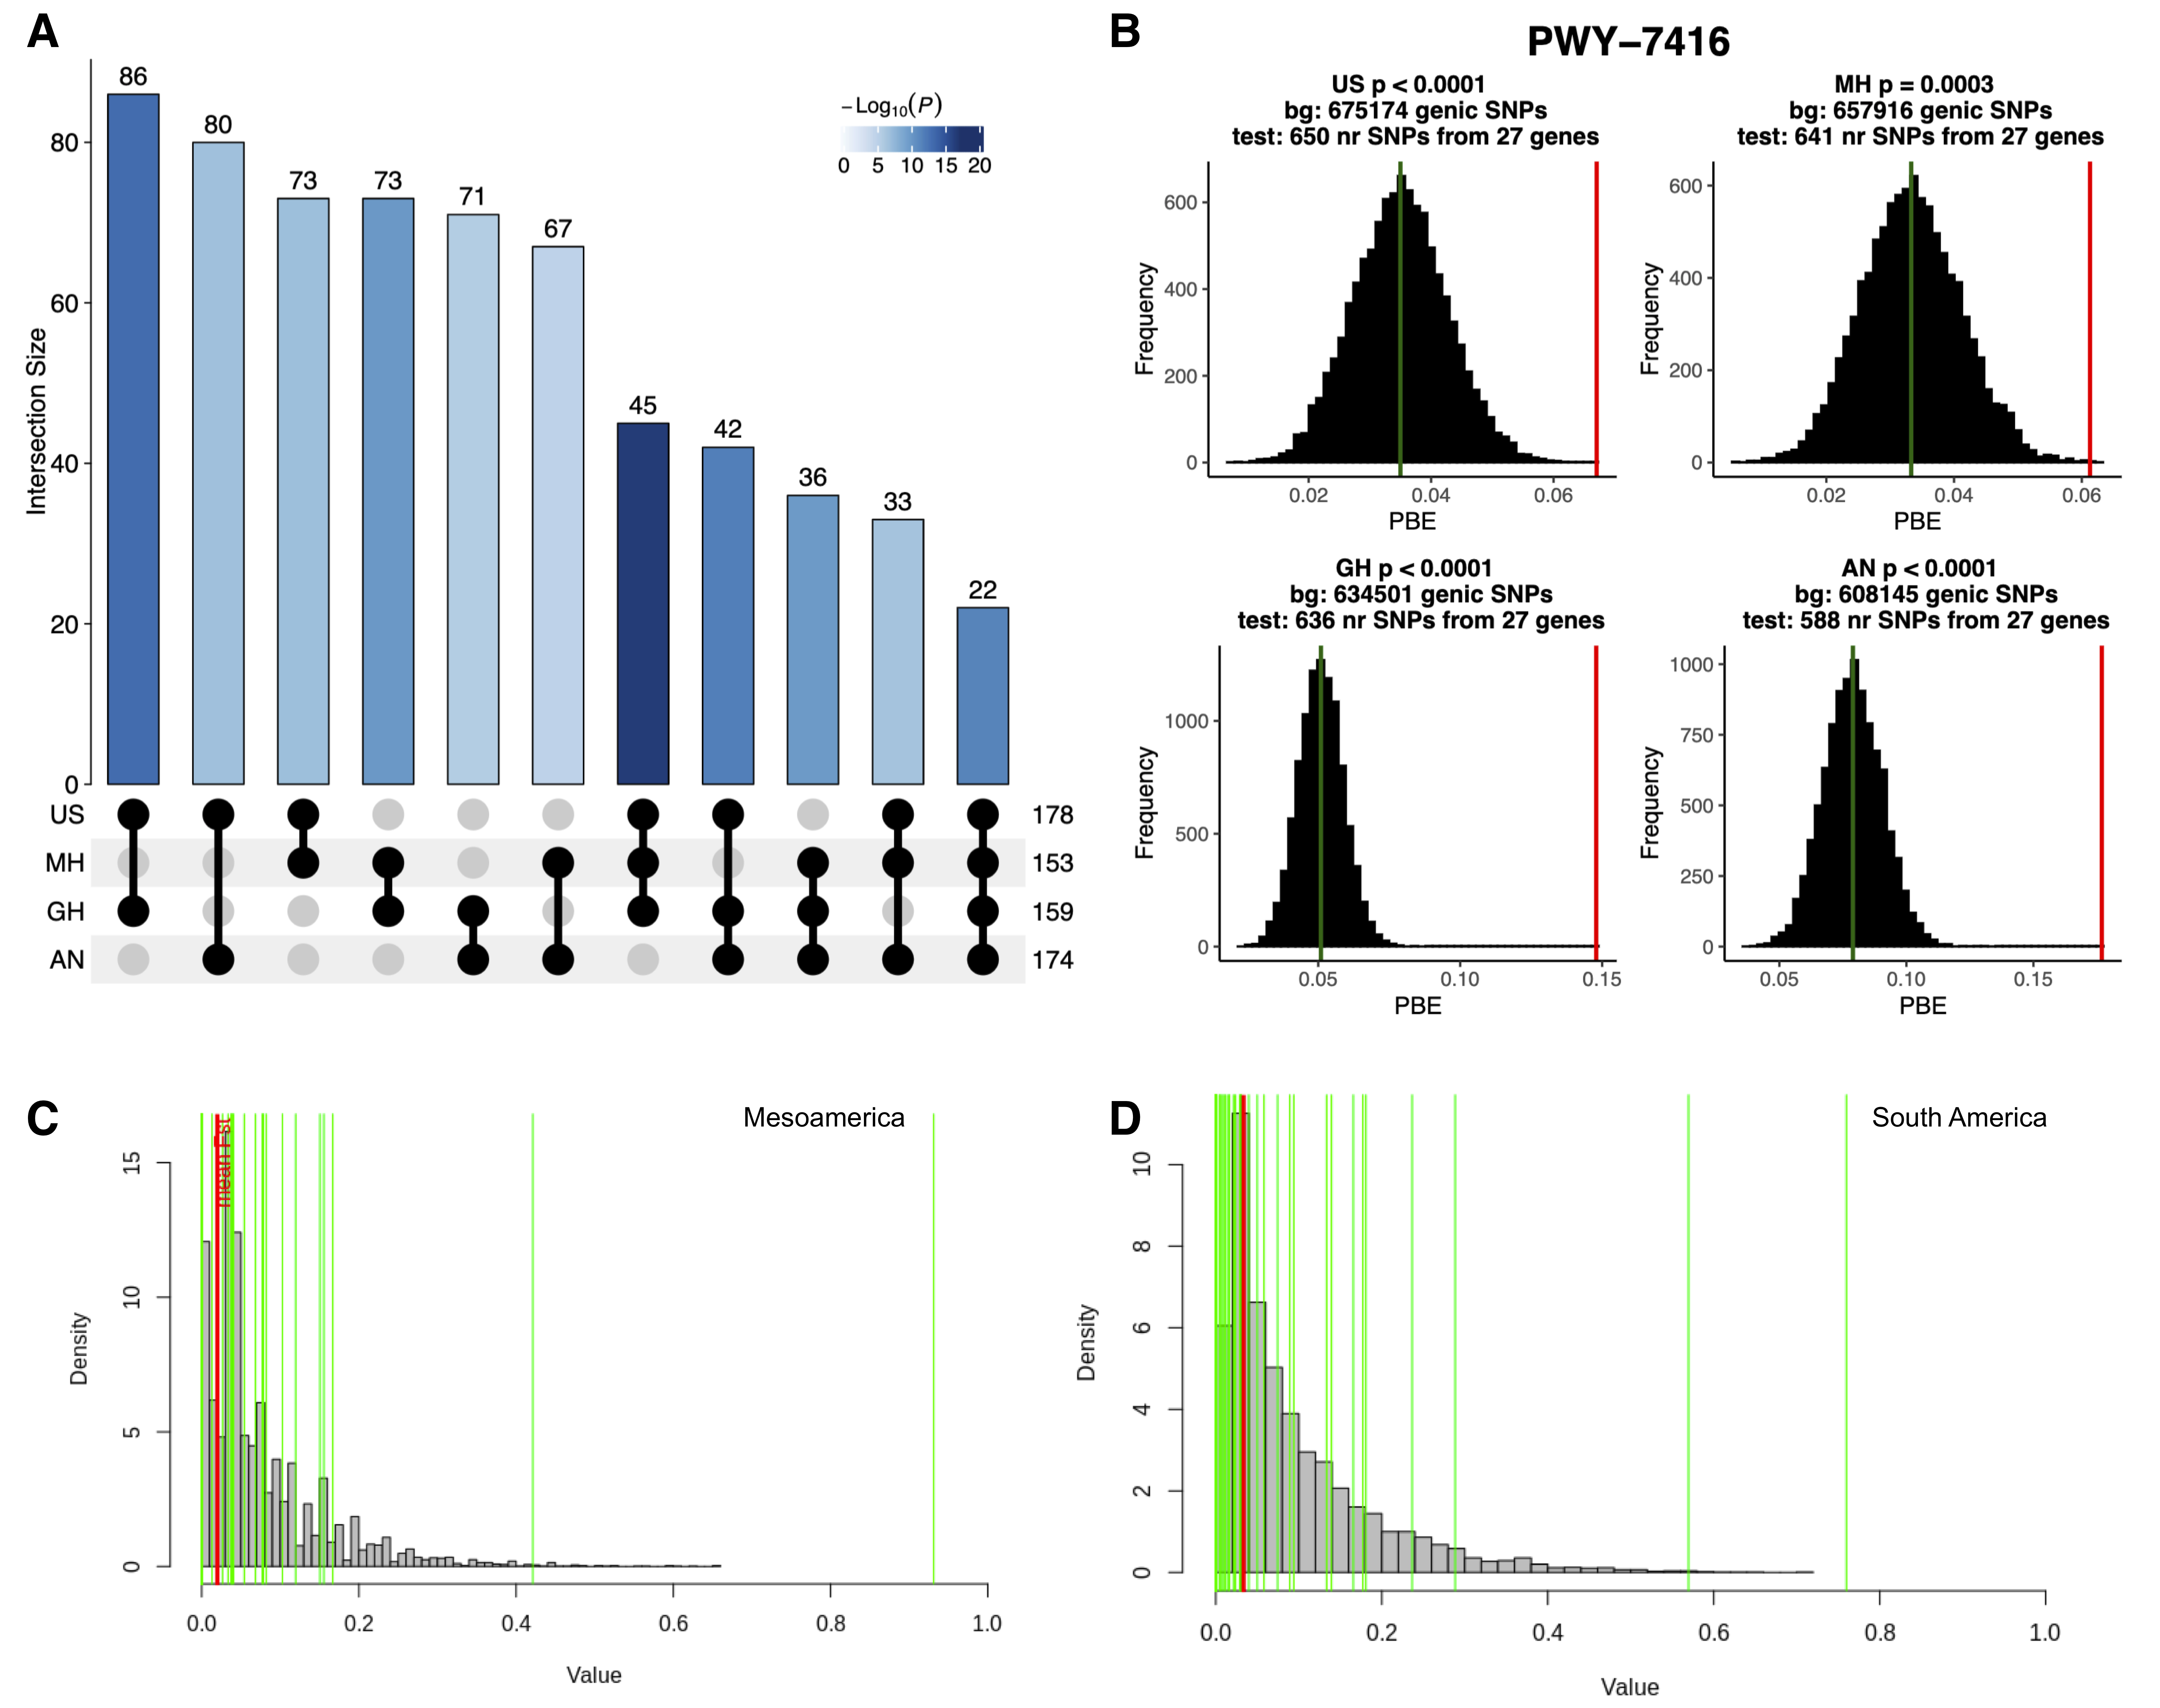 A
86
80
73
73
71
67
45
42
36
33
22
−Log10(P)
0 5 10 15 20
Intersection Size
80
60
40
20
0
US 178
MH 153
GH 159
AN 174
B
PWY−7416
US p < 0.0001
bg: 675174 genic SNPs
test: 650 nr SNPs from 27 genes
Frequency
600
400
200
0
0.02 0.04 0.06
PBE
MH p = 0.0003
bg: 657916 genic SNPs
test: 641 nr SNPs from 27 genes
Frequency
600
400
200
0
0.02 0.04 0.06
PBE
GH p < 0.0001
bg: 634501 genic SNPs
test: 636 nr SNPs from 27 genes
Frequency
1000
500
0
0.05 0.10 0.15
PBE
AN p < 0.0001
bg: 608145 genic SNPs
test: 588 nr SNPs from 27 genes
Frequency
1000
750
500
250
0
0.05 0.10 0.15
PBE
C
Mesoamerica
mean Fst
Density
15
10
5
0
0.0 0.2 0.4 0.6 0.8 1.0
Value
D
South America
Density
10
8
6
4
2
0
0.0 0.2 0.4 0.6 0.8 1.0
Value